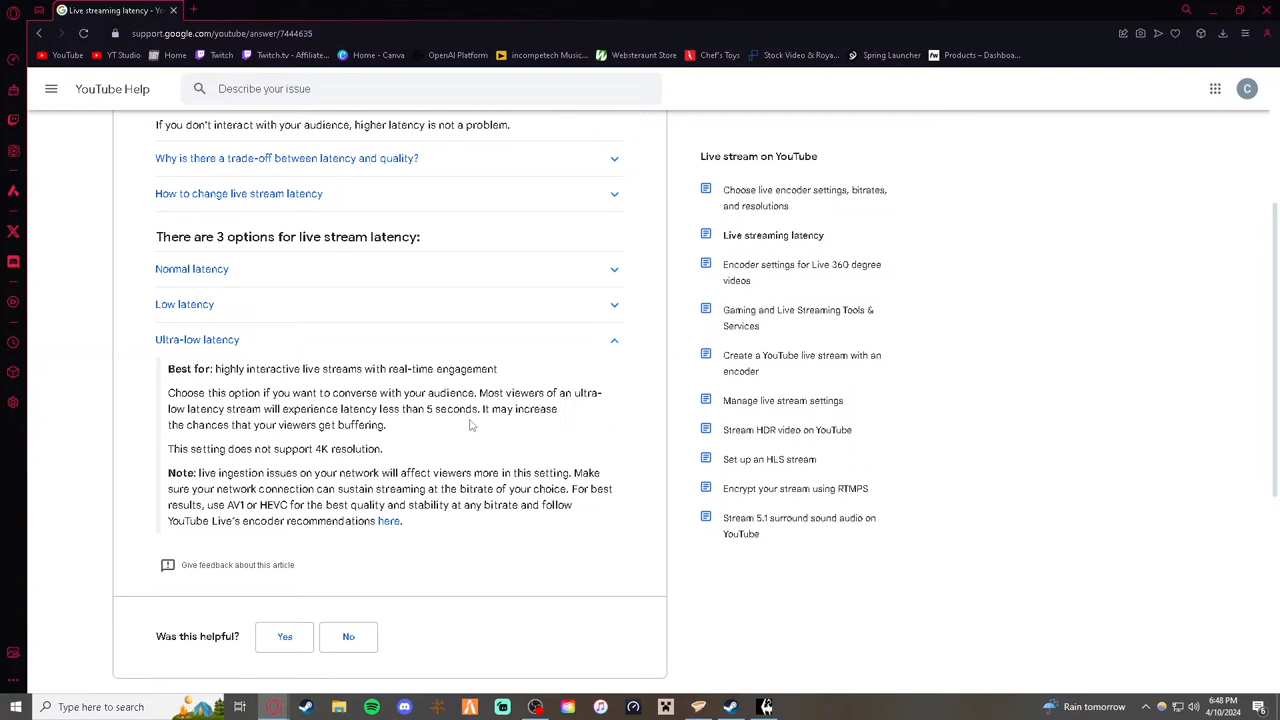 Live streaming latency - Yo
support.google.com/youtube/answer/7444635
YouTube
YT Studio
Home
Twitch
Twitch.tv - Affiliate...
Home - Canva
OpenAI Platform
incompetech Music...
Webstaurant Store
Chef's Toys
Stock Video & Roya...
Spring Launcher
Products – Dashboa...
YouTube Help
Describe your issue
C
If you don't interact with your audience, higher latency is not a problem.
Why is there a trade-off between latency and quality?
How to change live stream latency
There are 3 options for live stream latency:
Normal latency
Low latency
Ultra-low latency
Best for: highly interactive live streams with real-time engagement
Choose this option if you want to converse with your audience. Most viewers of an ultra-
low latency stream will experience latency less than 5 seconds. It may increase
the chances that your viewers get buffering.
This setting does not support 4K resolution.
Note: live ingestion issues on your network will affect viewers more in this setting. Make
sure your network connection can sustain streaming at the bitrate of your choice. For best
results, use AV1 or HEVC for the best quality and stability at any bitrate and follow
YouTube Live's encoder recommendations here.
Give feedback about this article
Was this helpful?
Yes
No
Live stream on YouTube
Choose live encoder settings, bitrates,
and resolutions
Live streaming latency
Encoder settings for Live 360 degree
videos
Gaming and Live Streaming Tools &
Services
Create a YouTube live stream with an
encoder
Manage live stream settings
Stream HDR video on YouTube
Set up an HLS stream
Encrypt your stream using RTMPS
Stream 5.1 surround sound audio on
YouTube
Type here to search
Rain tomorrow
6:48 PM
4/10/2024